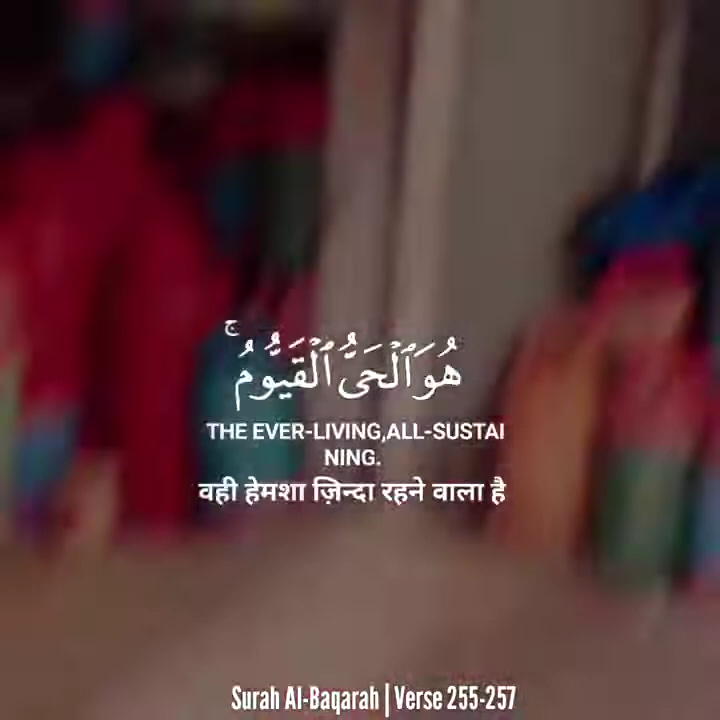 هُوَ ٱلْحَىُّ ٱلْقَيُّومُ ۚ
THE EVER-LIVING,ALL-SUSTAI
NING.
वही हेमशा ज़िन्दा रहने वाला है
Surah Al-Baqarah | Verse 255-257